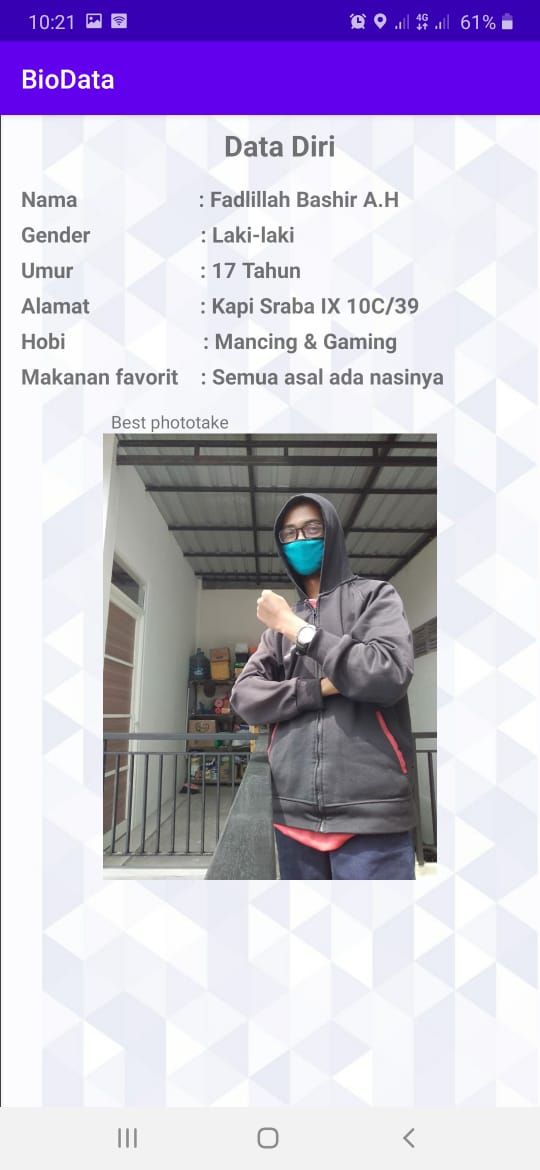 10:21 4G 61%
BioData
Data Diri
Nama : Fadlillah Bashir A.H
Gender : Laki-laki
Umur : 17 Tahun
Alamat : Kapi Sraba IX 10C/39
Hobi : Mancing & Gaming
Makanan favorit : Semua asal ada nasinya
Best phototake